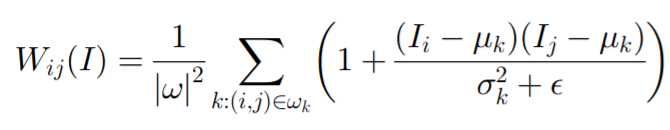 W_{ij}(I) = \frac{1}{|\omega|^2} \sum_{k:(i,j)\in\omega_k} \left( 1 + \frac{(I_i - \mu_k)(I_j - \mu_k)}{\sigma_k^2 + \epsilon} \right)